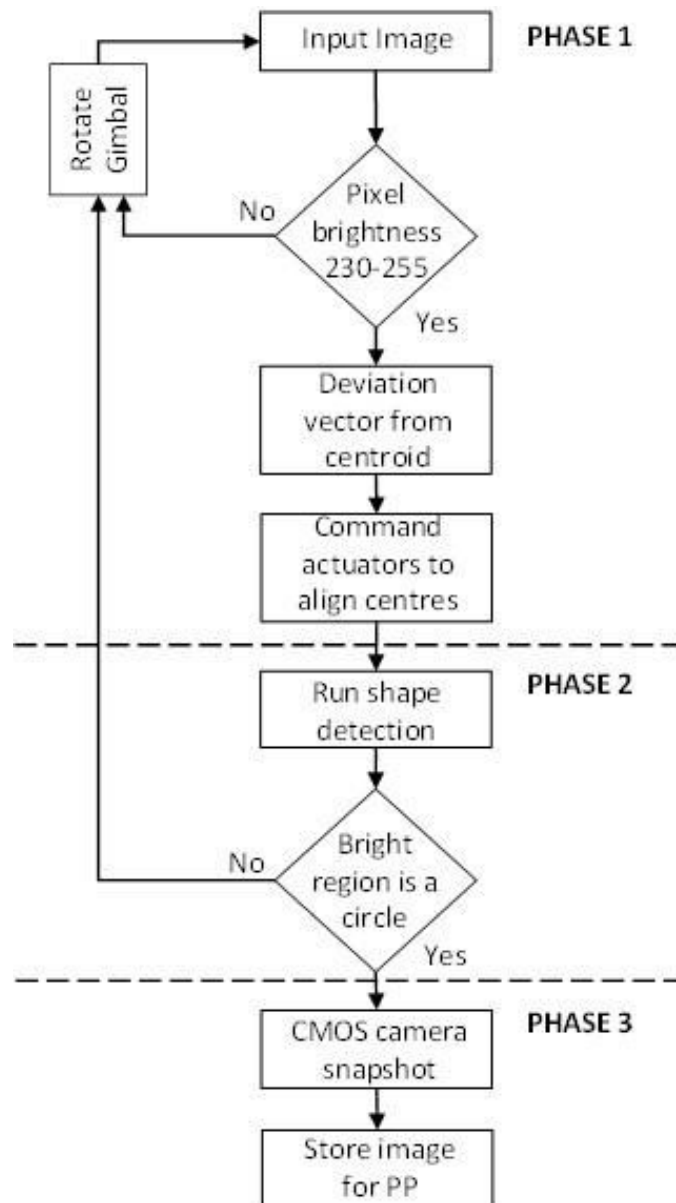 Input Image
PHASE 1
Rotate
Gimbal
Pixel
brightness
230-255
No
Yes
Deviation
vector from
centroid
Command
actuators to
align centres
PHASE 2
Run shape
detection
Bright
region is a
circle
No
Yes
PHASE 3
CMOS camera
snapshot
Store image
for PP